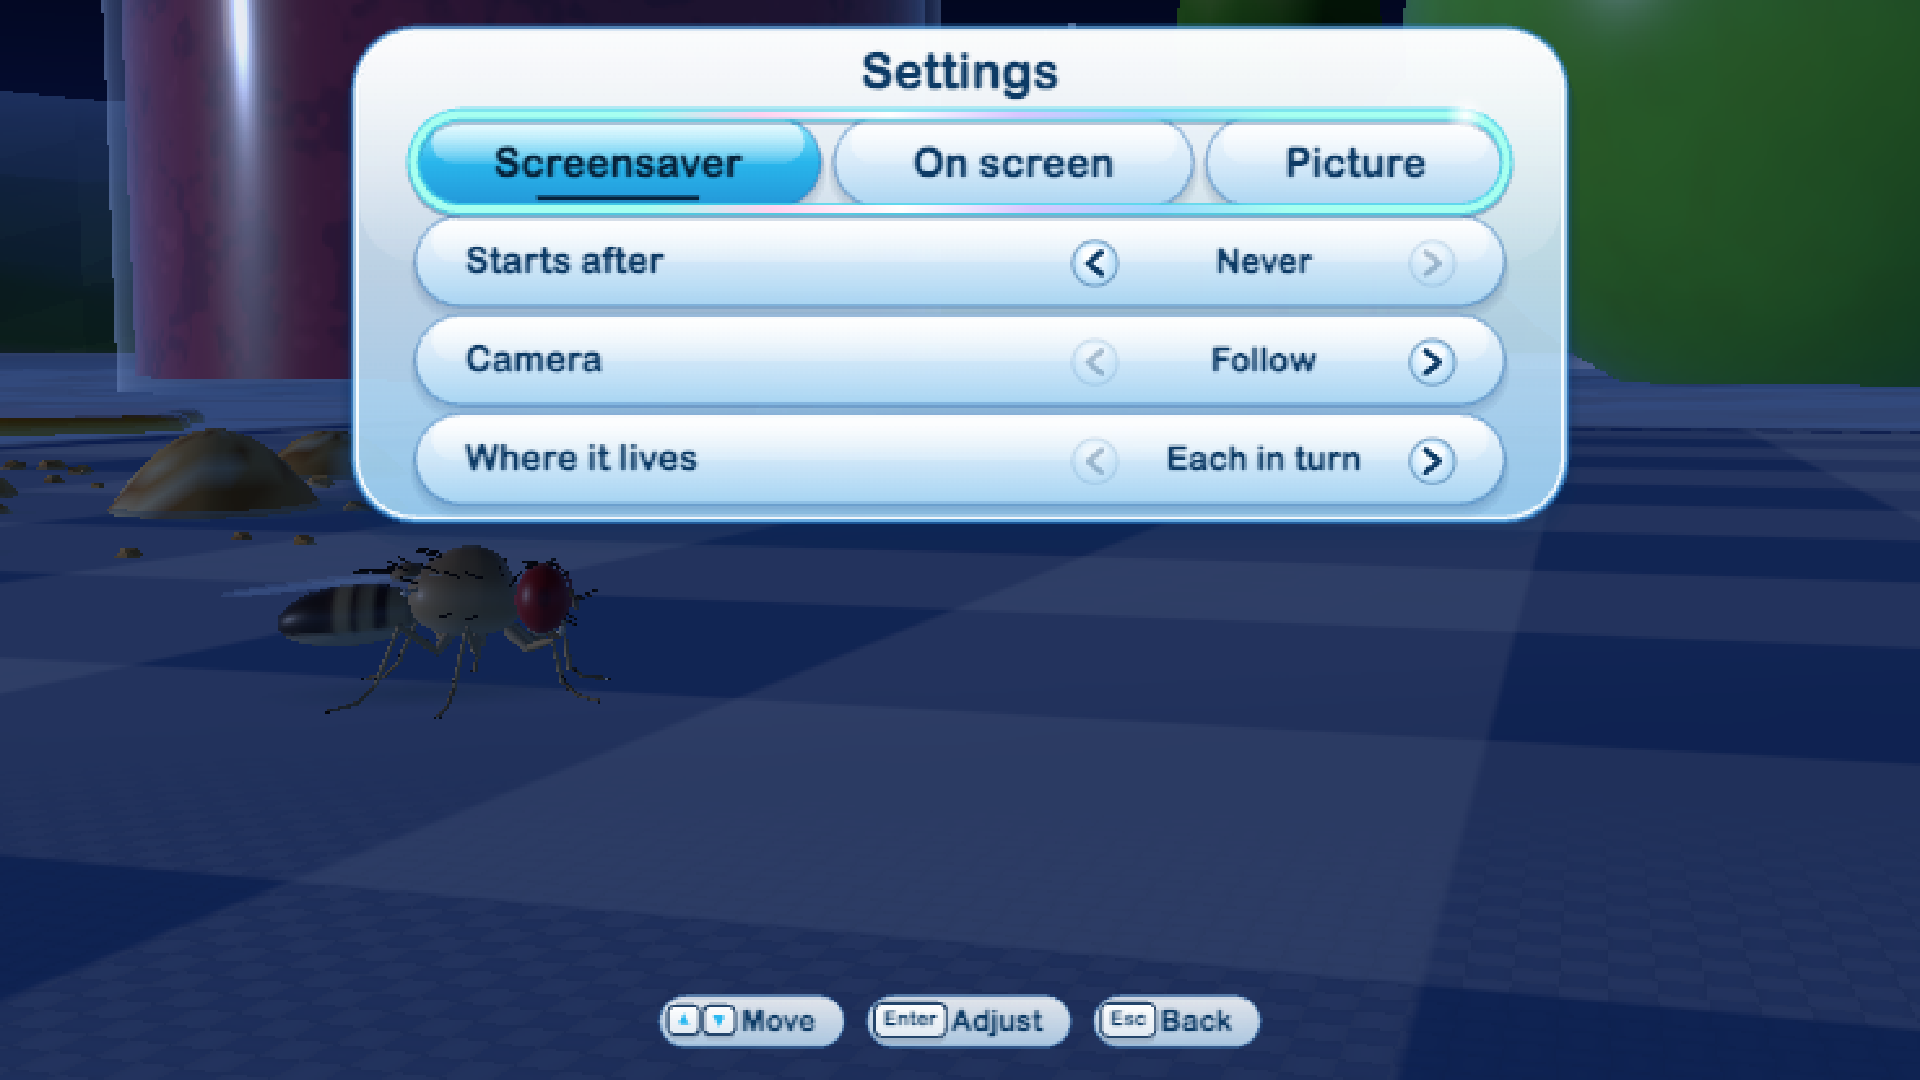 Settings
Screensaver On screen Picture
Starts after Never
Camera Follow
Where it lives Each in turn
Move Enter Adjust Esc Back